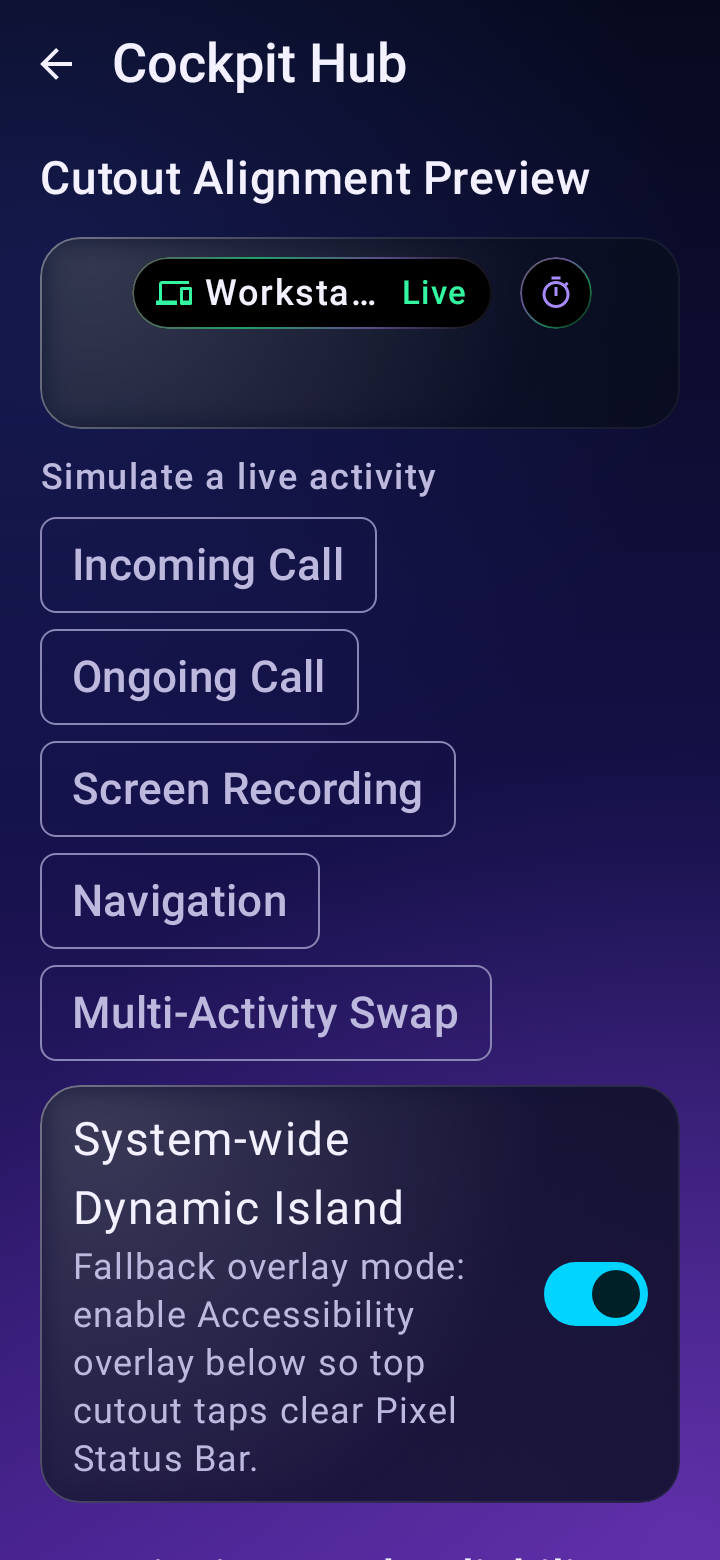 Cockpit Hub
Cutout Alignment Preview
Worksta… Live
Simulate a live activity
Incoming Call
Ongoing Call
Screen Recording
Navigation
Multi-Activity Swap
System-wide
Dynamic Island
Fallback overlay mode:
enable Accessibility
overlay below so top
cutout taps clear Pixel
Status Bar.